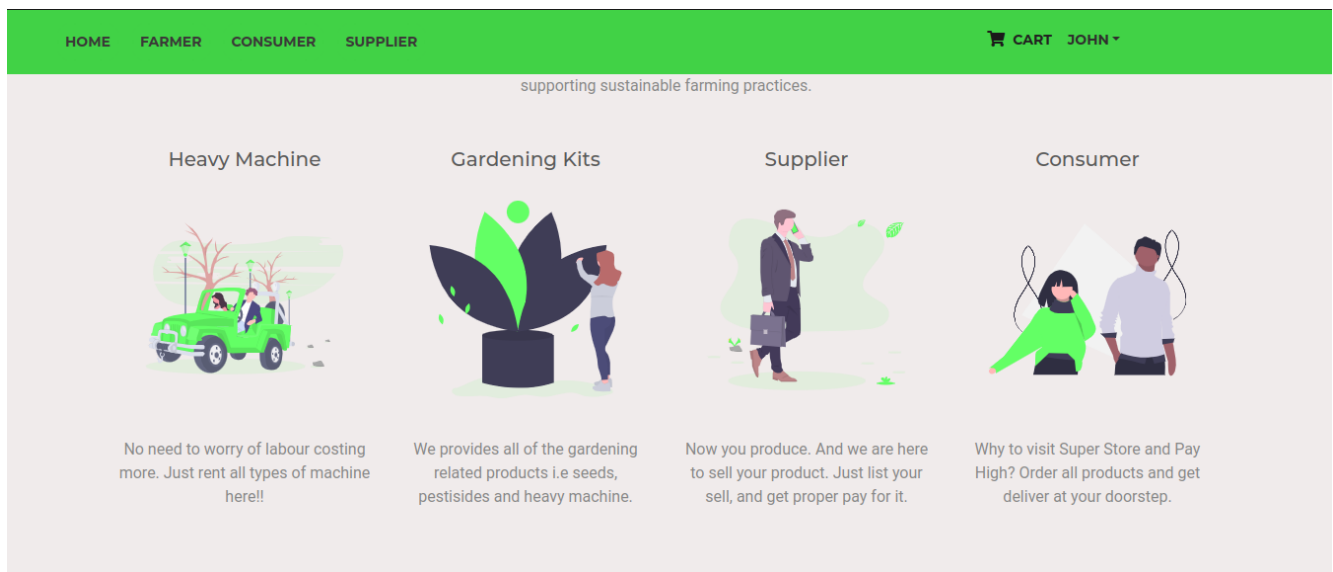 HOME FARMER CONSUMER SUPPLIER CART JOHN
supporting sustainable farming practices.
Heavy Machine
Gardening Kits
Supplier
Consumer
No need to worry of labour costing
more. Just rent all types of machine
here!!
We provides all of the gardening
related products i.e seeds,
pestisides and heavy machine.
Now you produce. And we are here
to sell your product. Just list your
sell, and get proper pay for it.
Why to visit Super Store and Pay
High? Order all products and get
deliver at your doorstep.